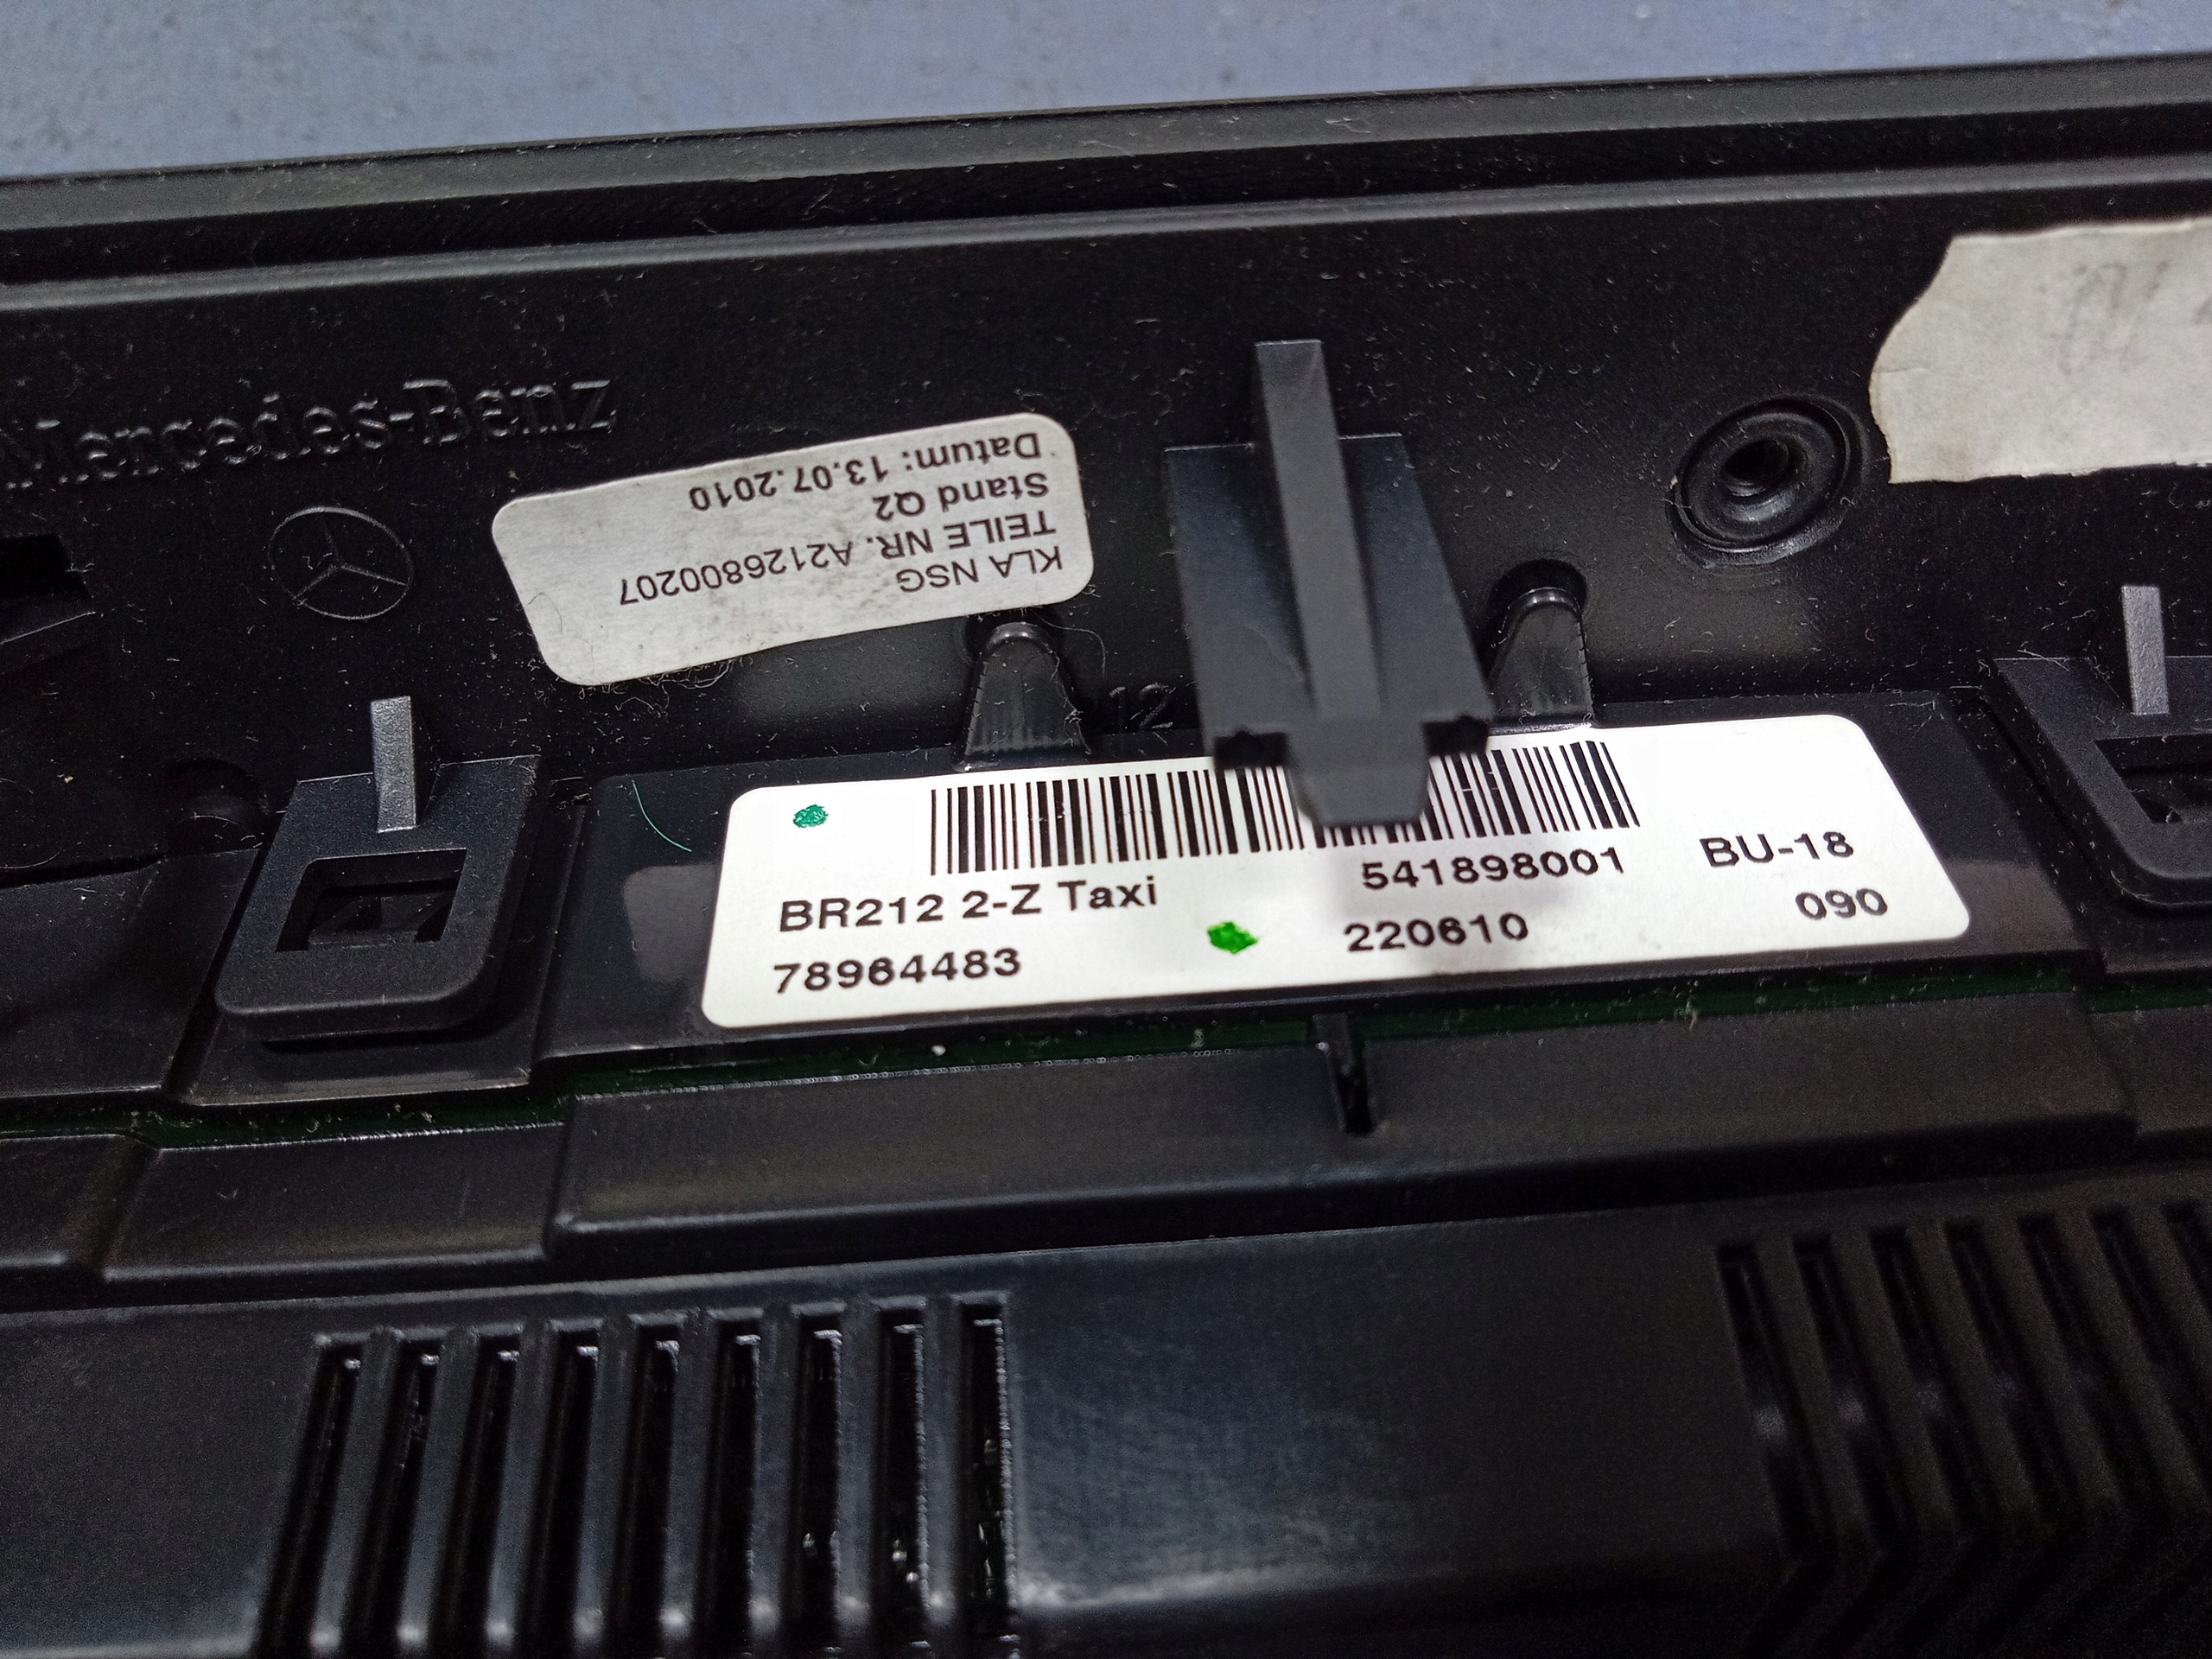 Mercedes-Benz
KLA NSG
TEILE NR. A2126800207
Stand Q2
Datum: 13.07.2010
12
541898001
BU-18
BR212 2-Z Taxi
220610
090
78964483